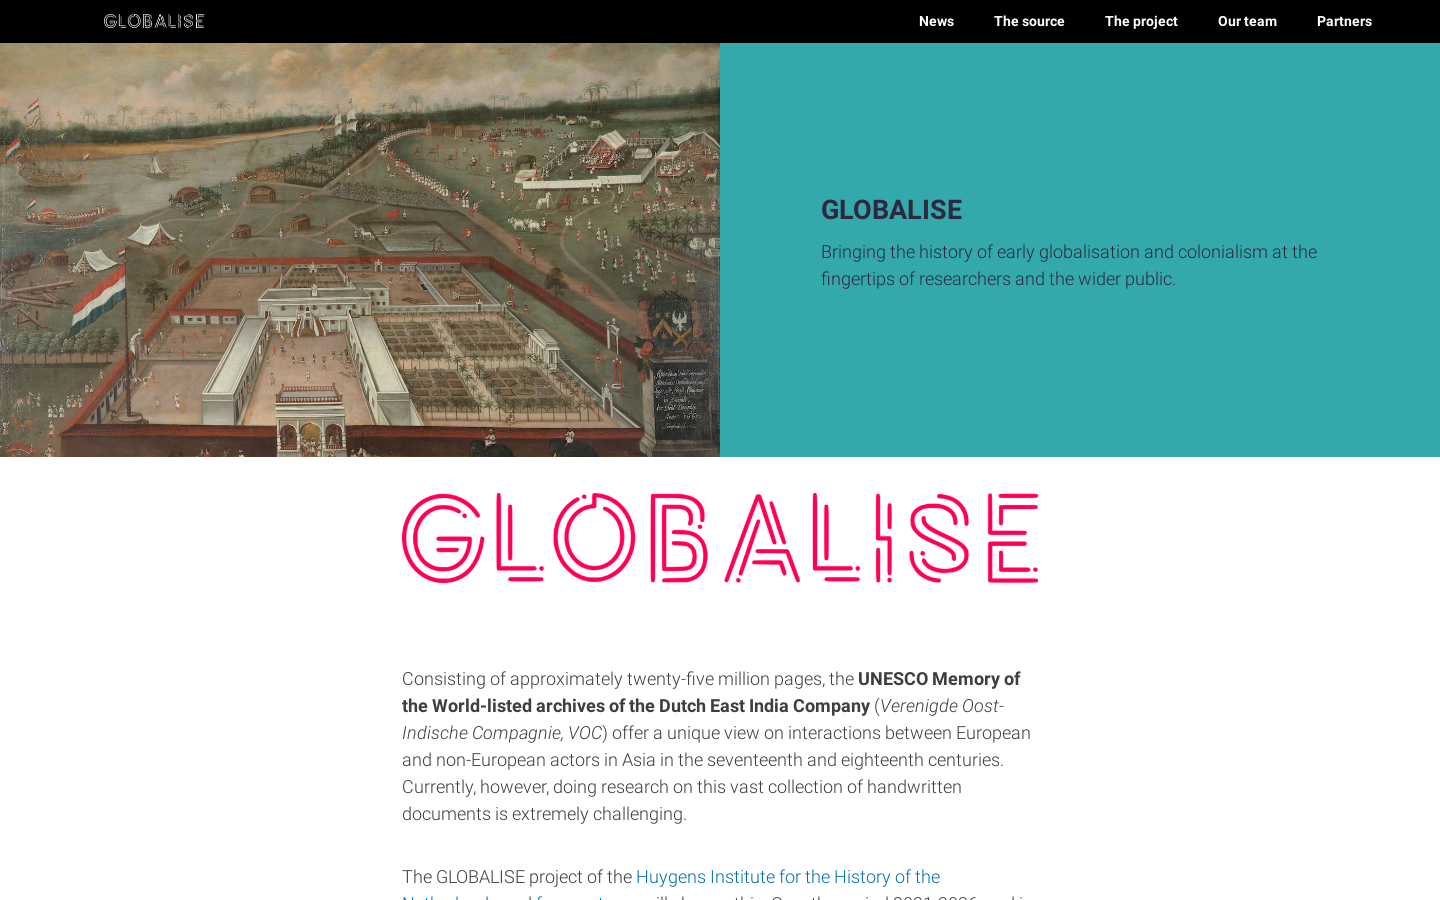 GLOBALISE
News
The source
The project
Our team
Partners
GLOBALISE
Bringing the history of early globalisation and colonialism at the
fingertips of researchers and the wider public.
GLOBALISE
Consisting of approximately twenty-five million pages, the UNESCO Memory of
the World-listed archives of the Dutch East India Company (Verenigde Oost-
Indische Compagnie, VOC) offer a unique view on interactions between European
and non-European actors in Asia in the seventeenth and eighteenth centuries.
Currently, however, doing research on this vast collection of handwritten
documents is extremely challenging.
The GLOBALISE project of the Huygens Institute for the History of the